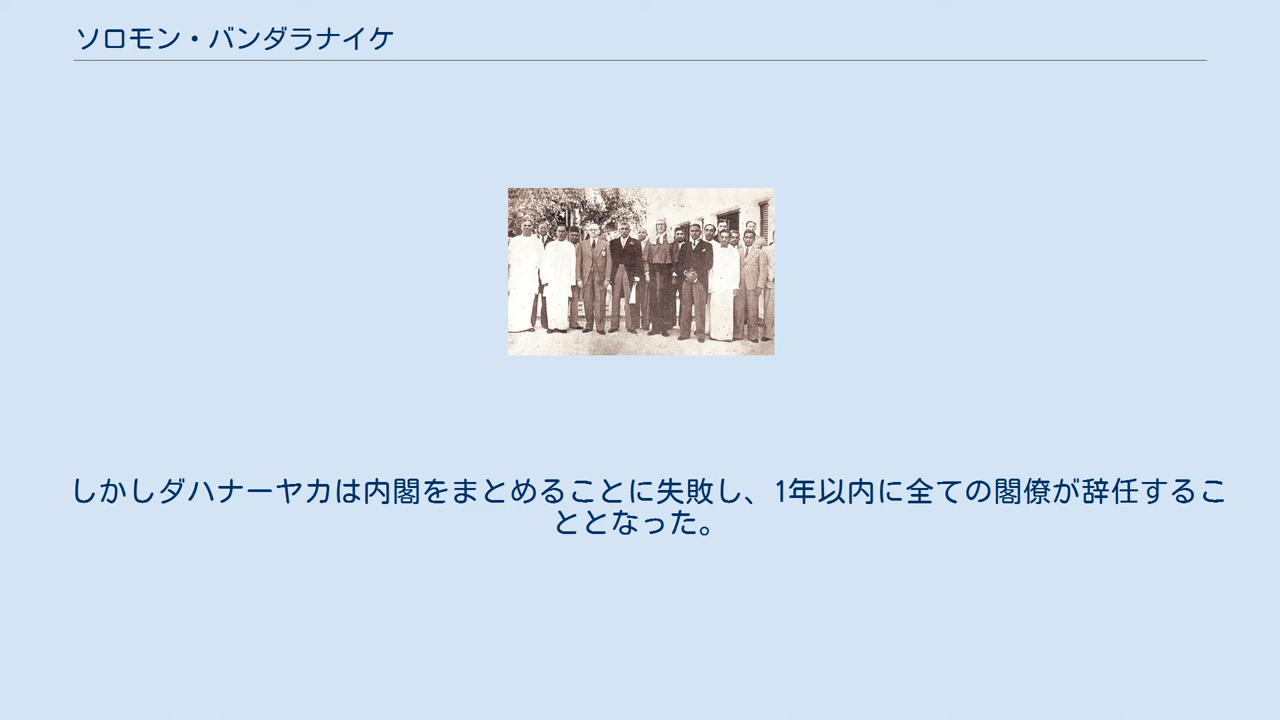 ソロモン・バンダラナイケ
しかしダハナーヤカは内閣をまとめることに失敗し、1年以内に全ての閣僚が辞任するこ
ととなった。